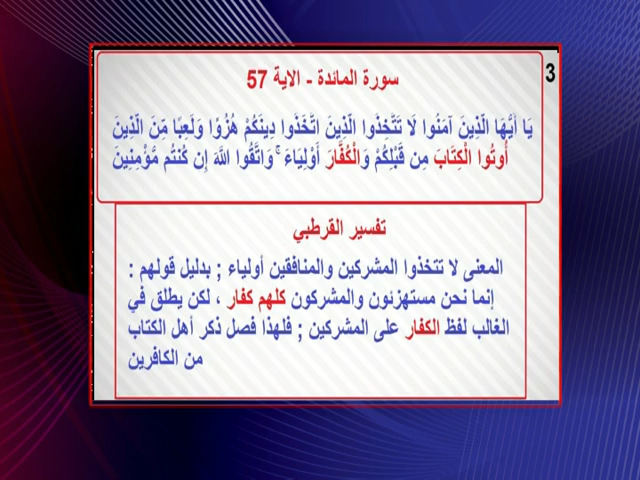 3
سورة المائدة - الاية 57
يَا أَيُّهَا الَّذِينَ آمَنُوا لَا تَتَّخِذُوا الَّذِينَ اتَّخَذُوا دِينَكُمْ هُزُوًا وَلَعِبًا مِّنَ الَّذِينَ
أُوتُوا الْكِتَابَ مِن قَبْلِكُمْ وَالْكُفَّارَ أَوْلِيَاءَ ۚ وَاتَّقُوا اللَّهَ إِن كُنتُم مُّؤْمِنِينَ
تفسير القرطبي
المعنى لا تتخذوا المشركين والمنافقين أولياء ; بدليل قولهم :
إنما نحن مستهزئون والمشركون كلهم كفار ، لكن يطلق في
الغالب لفظ الكفار على المشركين ; فلهذا فصل ذكر أهل الكتاب
من الكافرين